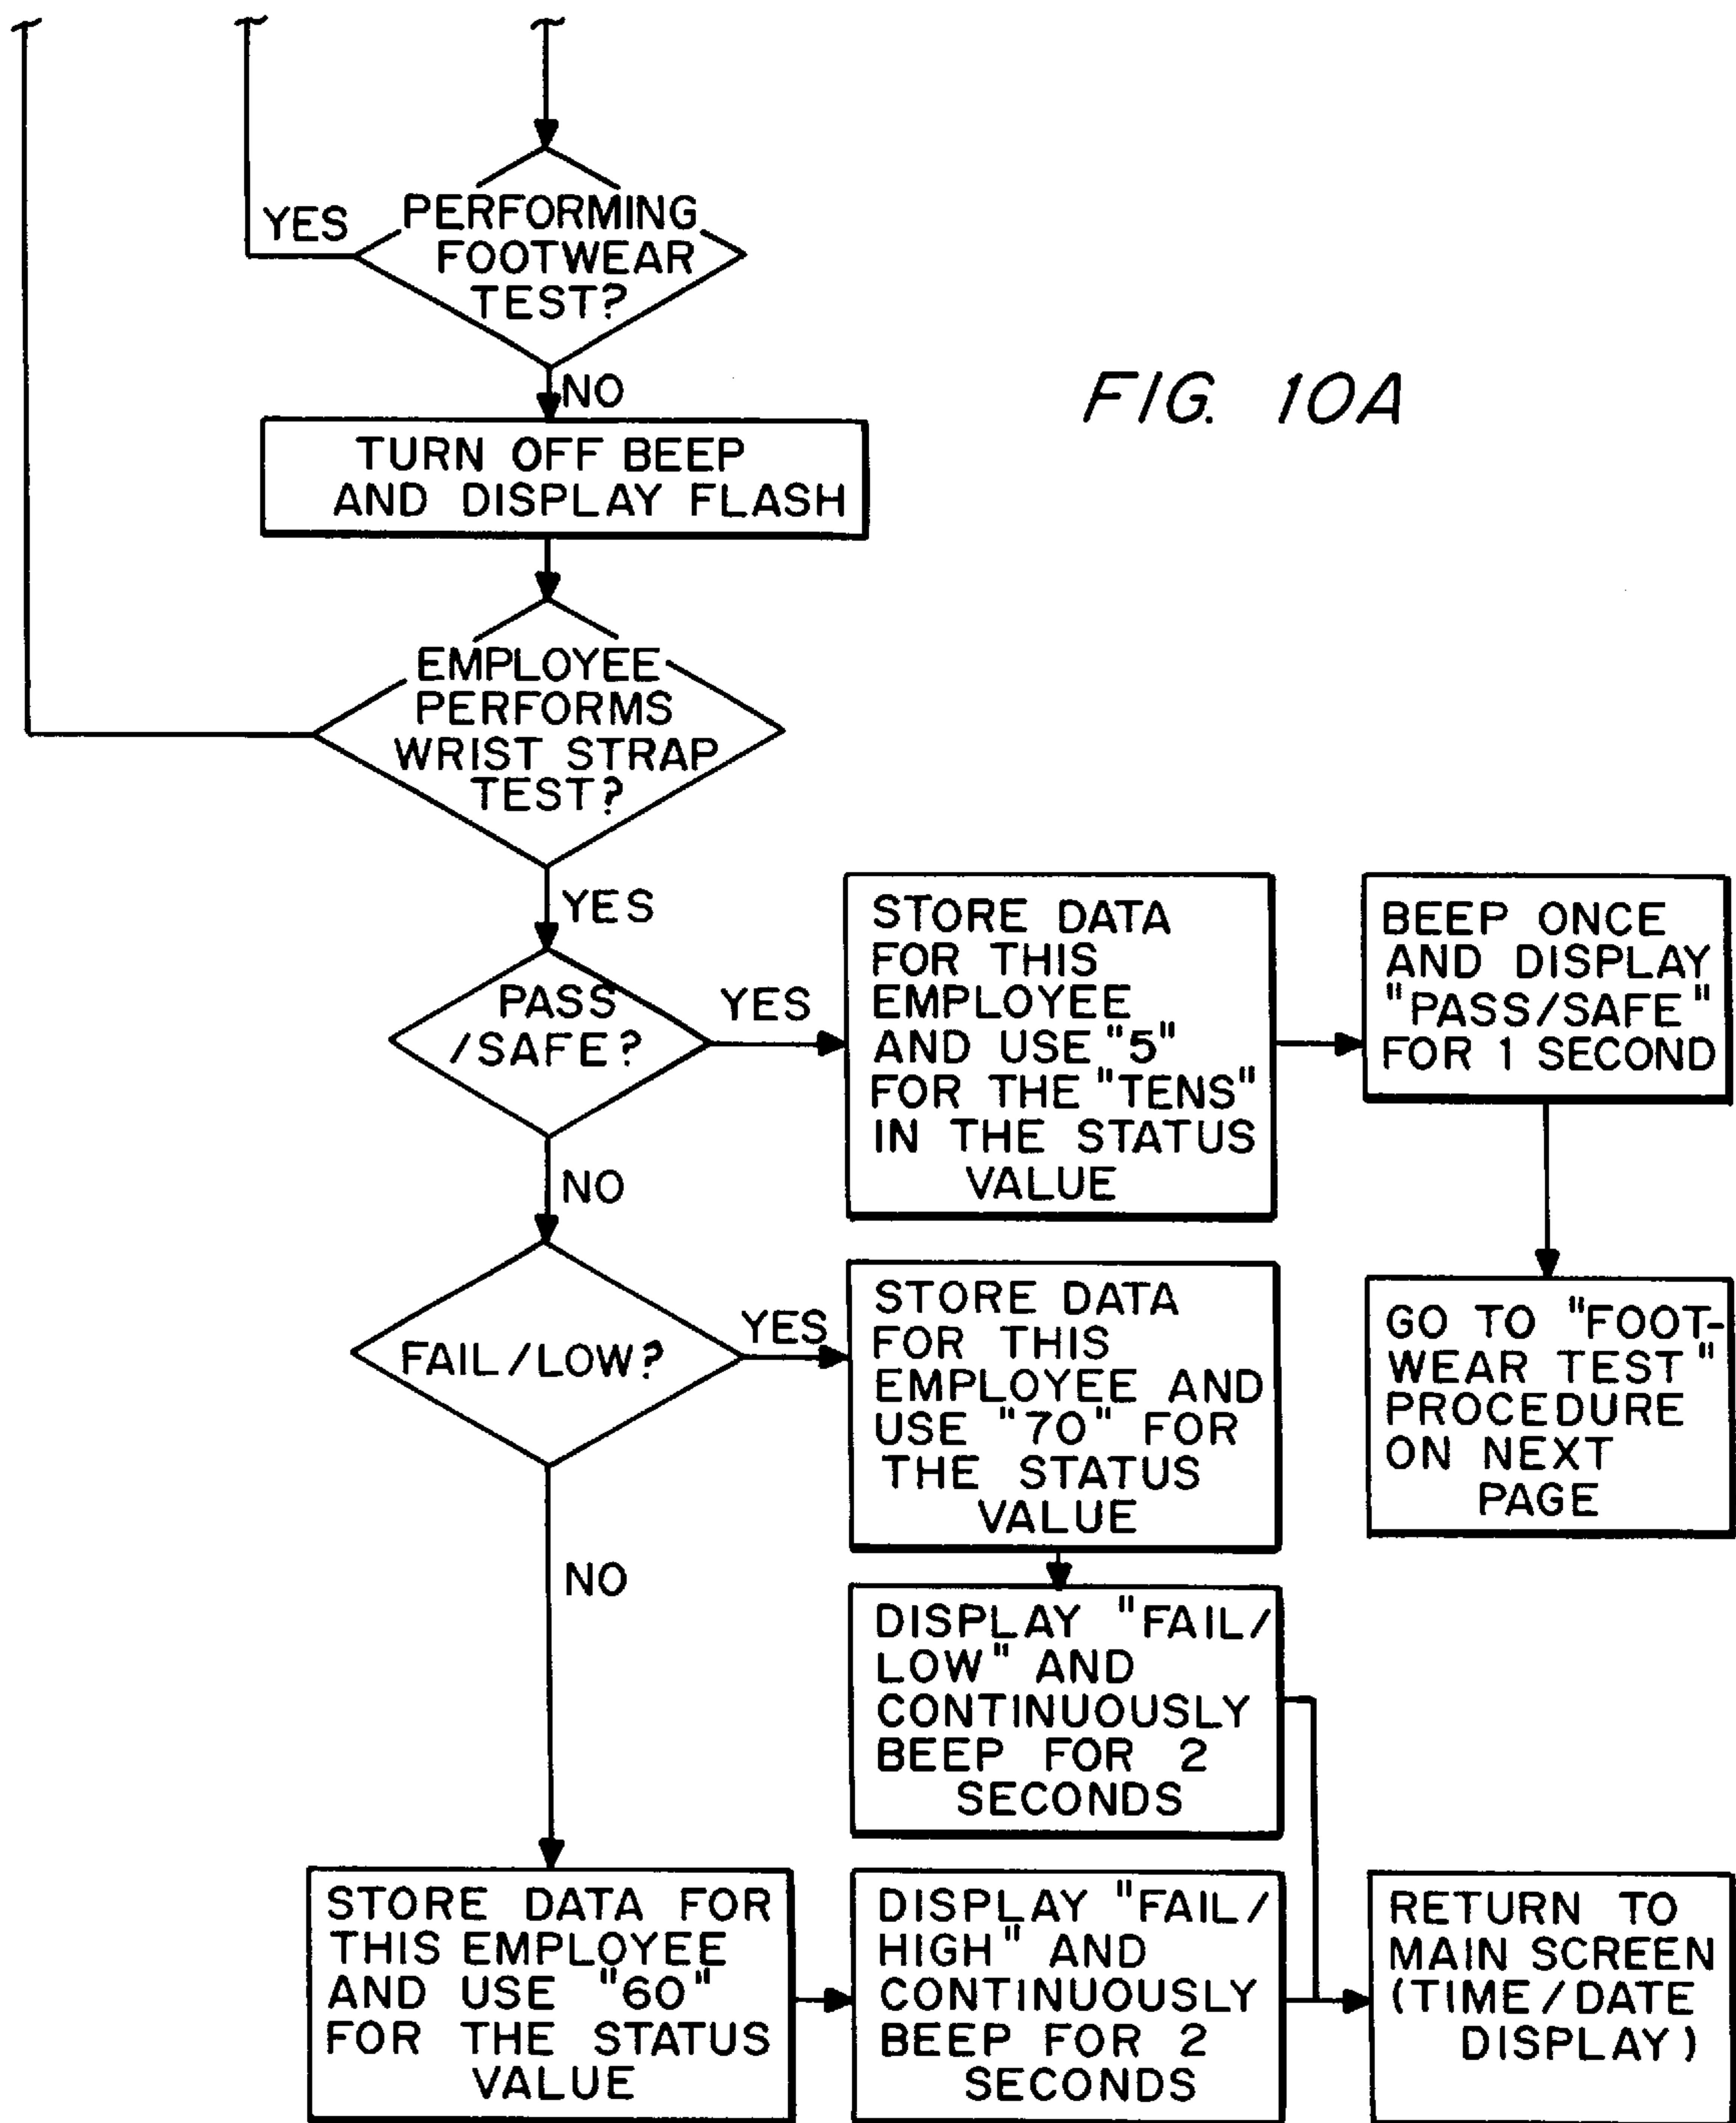 YES
PERFORMING
FOOTWEAR
TEST?
NO
FIG. 10A
TURN OFF BEEP
AND DISPLAY FLASH
EMPLOYEE
PERFORMS
WRIST STRAP
TEST?
YES
PASS
/SAFE?
YES
STORE DATA
FOR THIS
EMPLOYEE
AND USE "5"
FOR THE "TENS"
IN THE STATUS
VALUE
BEEP ONCE
AND DISPLAY
"PASS/SAFE"
FOR 1 SECOND
GO TO "FOOT-
WEAR TEST"
PROCEDURE
ON NEXT
PAGE
NO
FAIL/LOW?
YES
STORE DATA
FOR THIS
EMPLOYEE AND
USE "70" FOR
THE STATUS
VALUE
DISPLAY "FAIL/
LOW" AND
CONTINUOUSLY
BEEP FOR 2
SECONDS
NO
STORE DATA FOR
THIS EMPLOYEE
AND USE "60"
FOR THE STATUS
VALUE
DISPLAY "FAIL/
HIGH" AND
CONTINUOUSLY
BEEP FOR 2
SECONDS
RETURN TO
MAIN SCREEN
(TIME/DATE
DISPLAY)